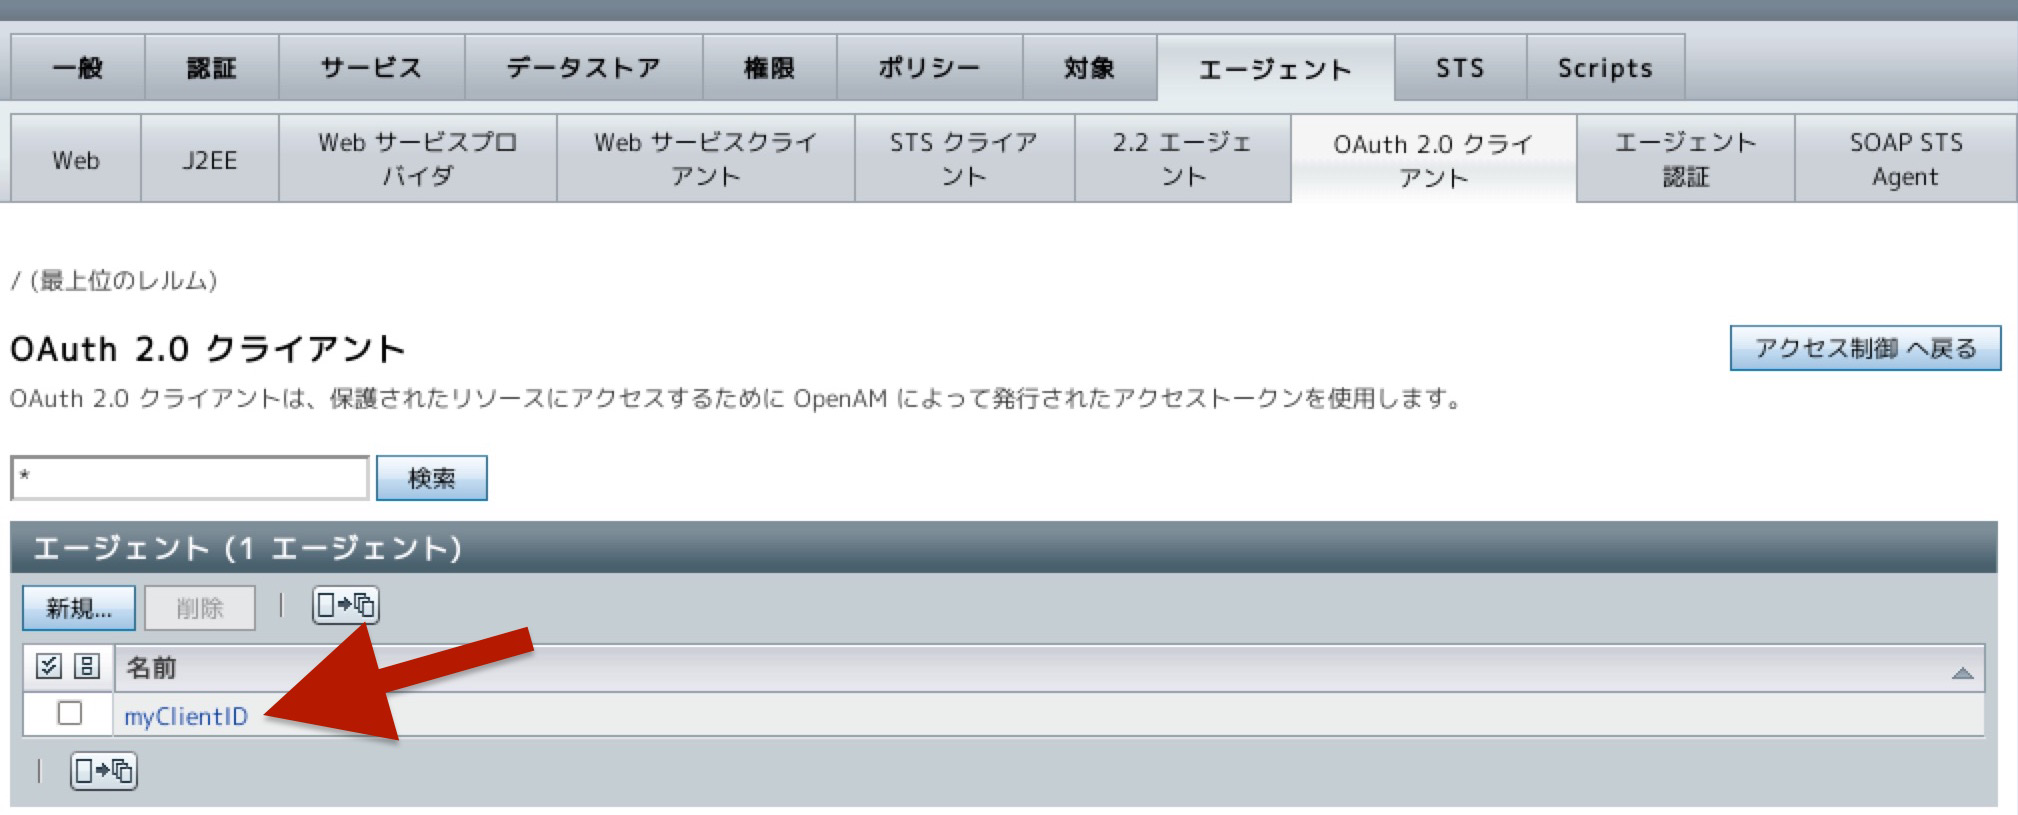 一般 認証 サービス データストア 権限 ポリシー 対象 エージェント STS Scripts
Web
J2EE
Web サービスプロ
バイダ
Web サービスクライ
アント
STS クライア
ント
2.2 エージェ
ント
OAuth 2.0 クライ
アント
エージェント
認証
SOAP STS
Agent
/ (最上位のレルム)
OAuth 2.0 クライアント
アクセス制御 へ戻る
OAuth 2.0 クライアントは、保護されたリソースにアクセスするために OpenAM によって発行されたアクセストークンを使用します。
*
検索
エージェント (1 エージェント)
新規... 削除
名前
myClientID